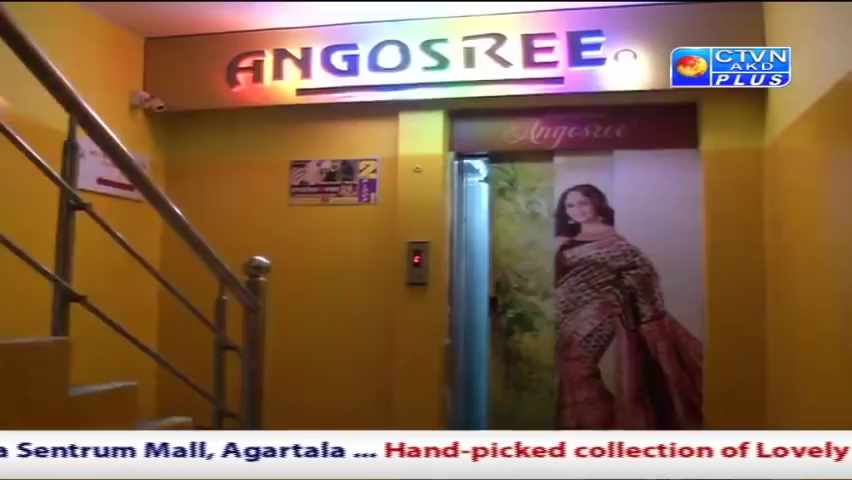 ANGOSREE
CTVN
AKD
PLUS
Angosree
a Sentrum Mall, Agartala ... Hand-picked collection of Lovely